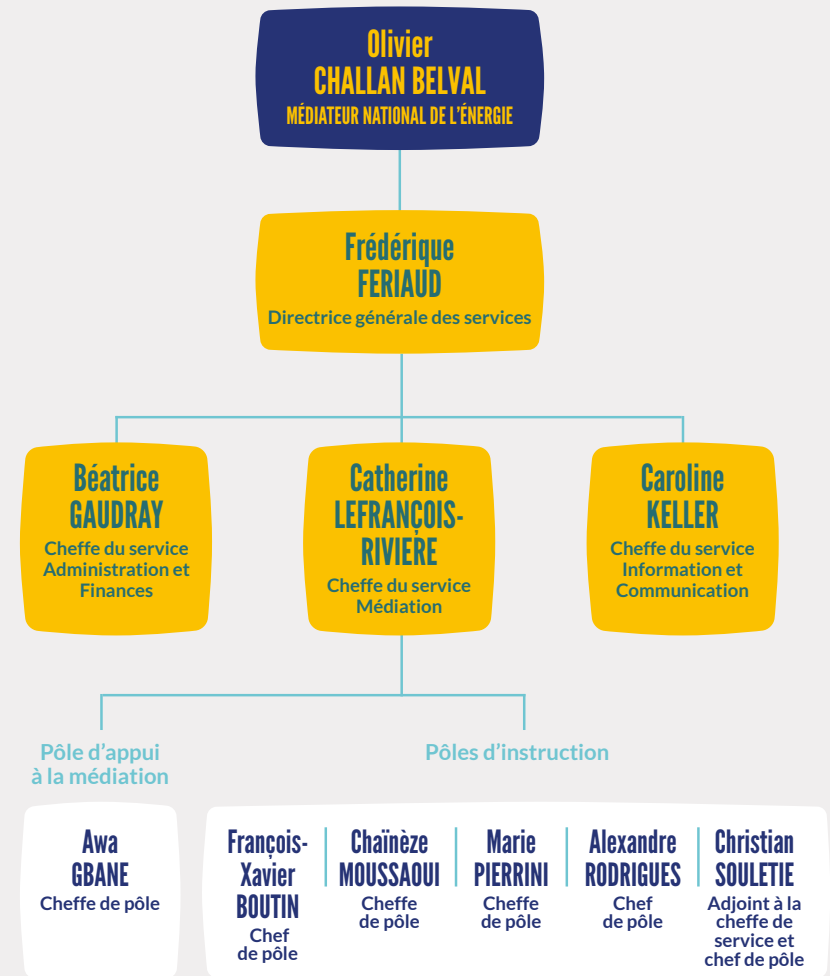 Olivier
CHALLAN BELVAL
MÉDIATEUR NATIONAL DE L'ÉNERGIE
Frédérique
FERIAUD
Directrice générale des services
Béatrice
GAUDRAY
Cheffe du service
Administration et
Finances
Catherine
LEFRANÇOIS-
RIVIÈRE
Cheffe du service
Médiation
Caroline
KELLER
Cheffe du service
Information et
Communication
Pôle d'appui
à la médiation
Pôles d'instruction
Awa
GBANE
Cheffe de pôle
François-
Xavier
BOUTIN
Chef
de pôle
Chaïnèze
MOUSSAOUI
Cheffe
de pôle
Marie
PIERRINI
Cheffe
de pôle
Alexandre
RODRIGUES
Chef
de pôle
Christian
SOULETIE
Adjoint à la
cheffe de
service et
chef de pôle